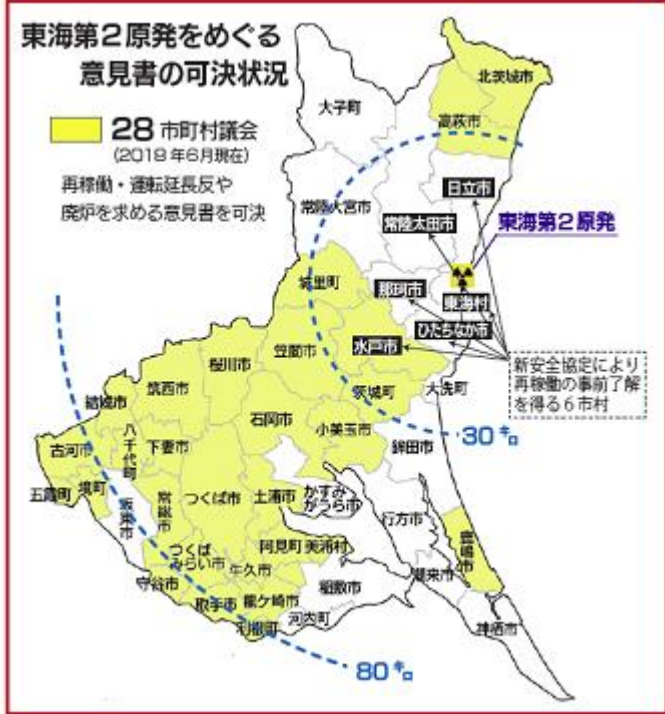 東海第2原発をめぐる
意見書の可決状況
28市町村議会
(2018年6月現在)
再稼働・運転延長反や
廃炉を求める意見書を可決
北茨城市
大子町
高萩市
日立市
常陸大宮市
常陸太田市
東海第2原発
城里町
那珂市
東海村
ひたちなか市
水戸市
笠間市
桜川市
新安全協定により
再稼働の事前了解
を得る6市村
茨城町
大洗町
筑西市
結城市
石岡市
小美玉市
30キロ
古河市
八千代町
下妻市
鉾田市
五霞町
境町
坂東市
常総市
つくば市
土浦市
かすみ
がうら市
行方市
つくば
みらい市
阿見町
美浦村
鹿嶋市
守谷市
牛久市
稲敷市
潮来市
取手市
龍ケ崎市
利根町
河内町
神栖市
80キロ